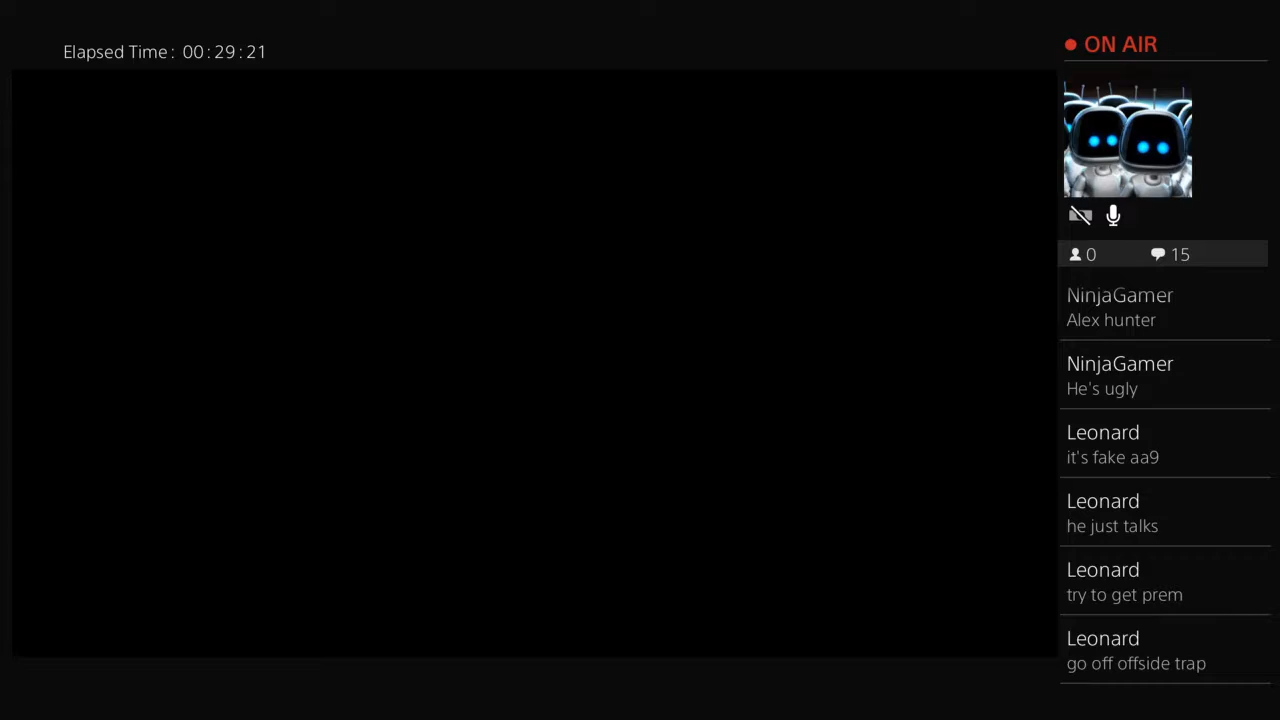 Elapsed Time: 00:29:21
ON AIR
0 15
NinjaGamer
Alex hunter
NinjaGamer
He's ugly
Leonard
it's fake aa9
Leonard
he just talks
Leonard
try to get prem
Leonard
go off offside trap